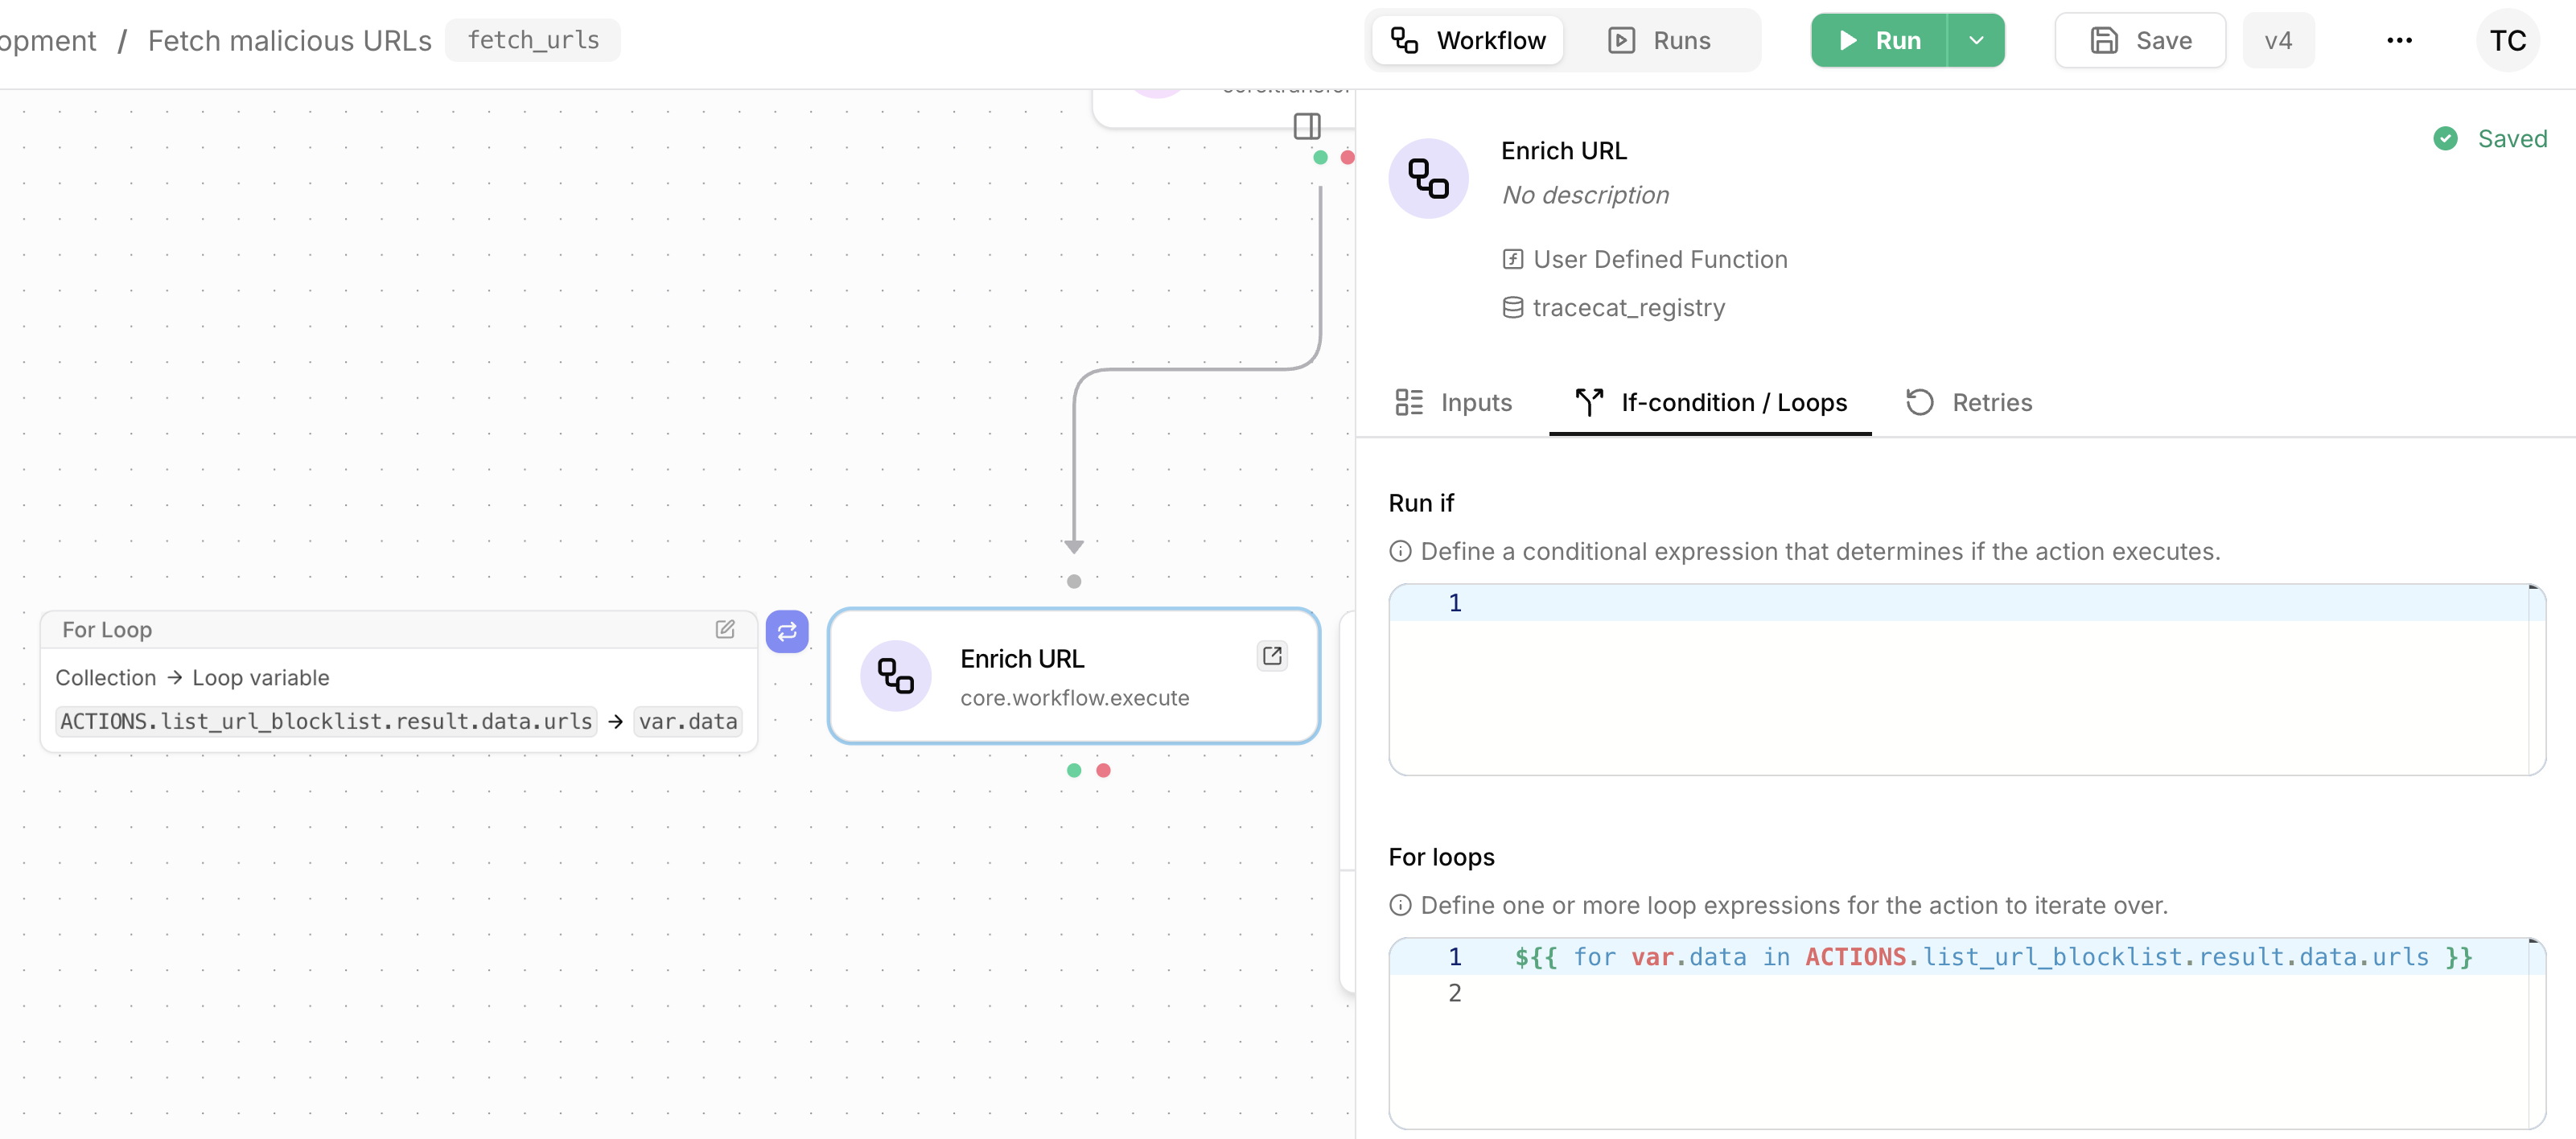 opment / Fetch malicious URLs fetch_urls
Workflow Runs Run Save v4 ... TC
Enrich URL
Saved
No description
User Defined Function
tracecat_registry
Inputs If-condition / Loops Retries
Run if
Define a conditional expression that determines if the action executes.
1
For loops
Define one or more loop expressions for the action to iterate over.
1 ${{ for var.data in ACTIONS.list_url_blocklist.result.data.urls }}
2
For Loop
Collection → Loop variable
ACTIONS.list_url_blocklist.result.data.urls → var.data
Enrich URL
core.workflow.execute